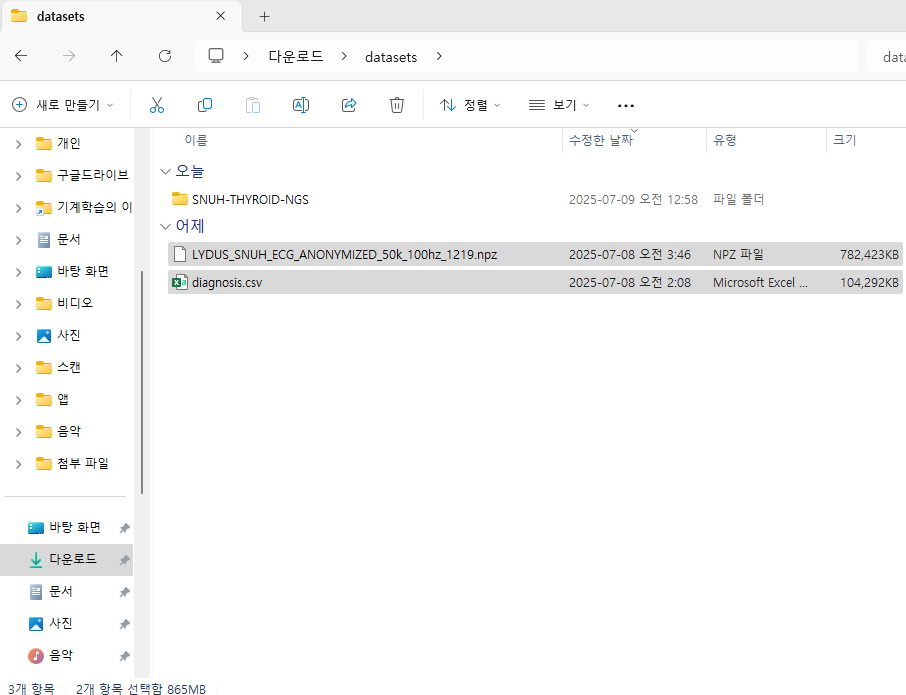 datasets
다운로드 datasets data
새로 만들기 정렬 보기
이름 수정한 날짜 유형 크기
개인
구글드라이브
기계학습의 이
문서
바탕 화면
비디오
사진
스캔
앱
음악
첨부 파일
바탕 화면
다운로드
문서
사진
음악
오늘
SNUH-THYROID-NGS 2025-07-09 오전 12:58 파일 폴더
어제
LYDUS_SNUH_ECG_ANONYMIZED_50k_100hz_1219.npz 2025-07-08 오전 3:46 NPZ 파일 782,423KB
diagnosis.csv 2025-07-08 오전 2:08 Microsoft Excel ... 104,292KB
3개 항목 2개 항목 선택함 865MB